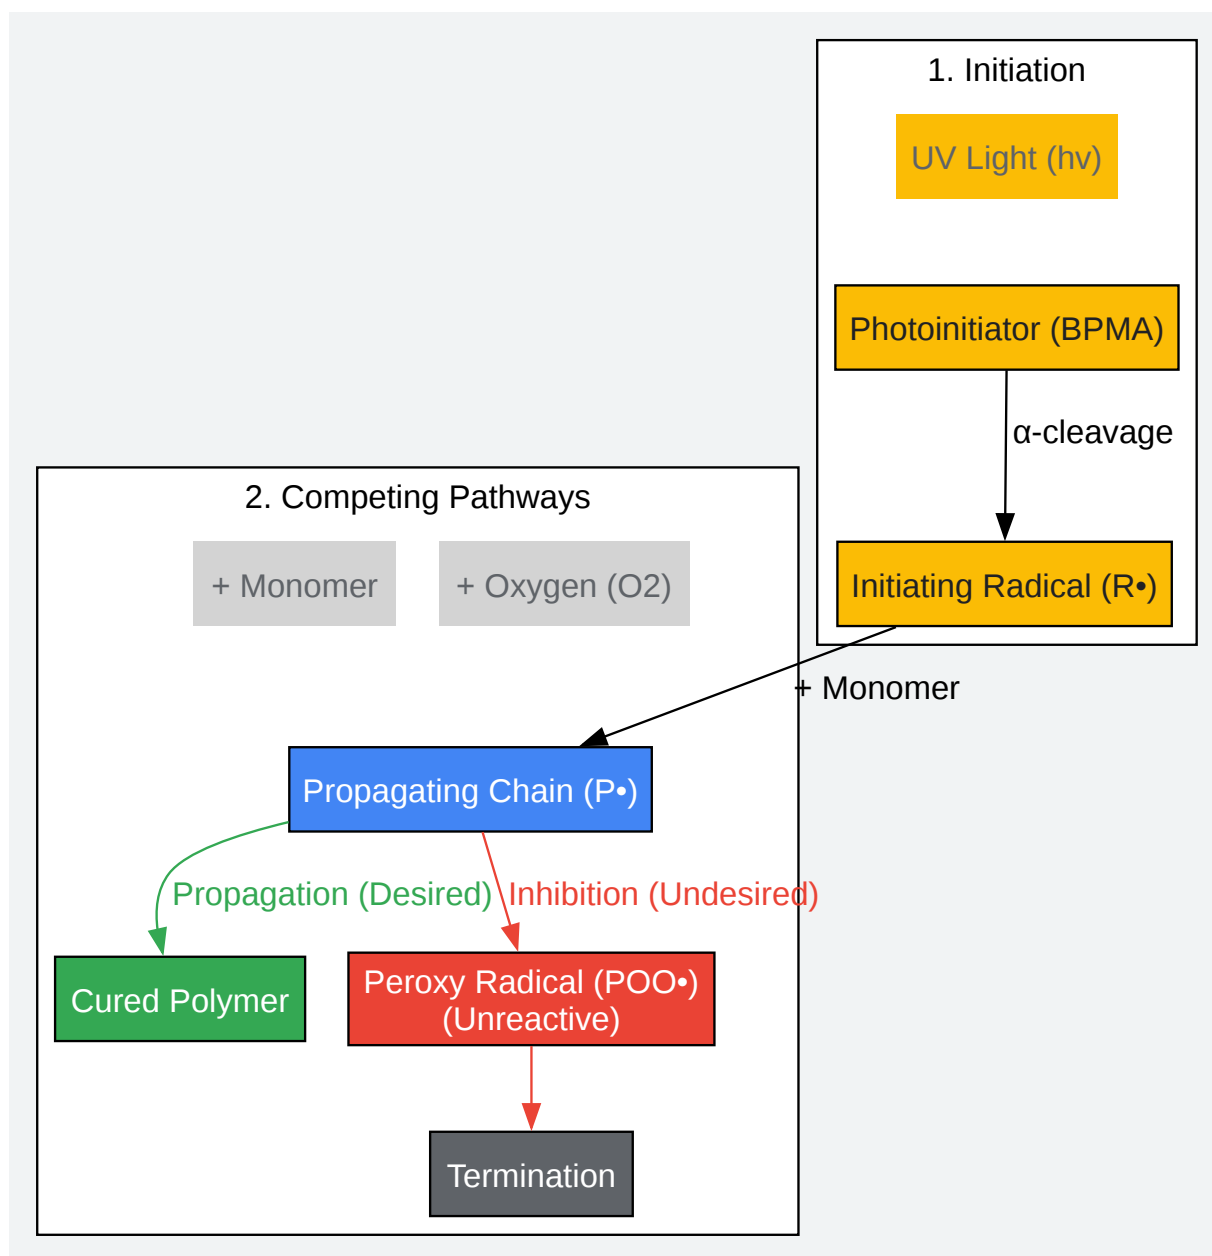 1. Initiation
UV Light (hv)
Photoinitiator (BPMA)
α-cleavage
Initiating Radical (R•)
2. Competing Pathways
+ Monomer
+ Oxygen (O2)
+ Monomer
Propagating Chain (P•)
Propagation (Desired)
Inhibition (Undesired)
Cured Polymer
Peroxy Radical (POO•)
(Unreactive)
Termination